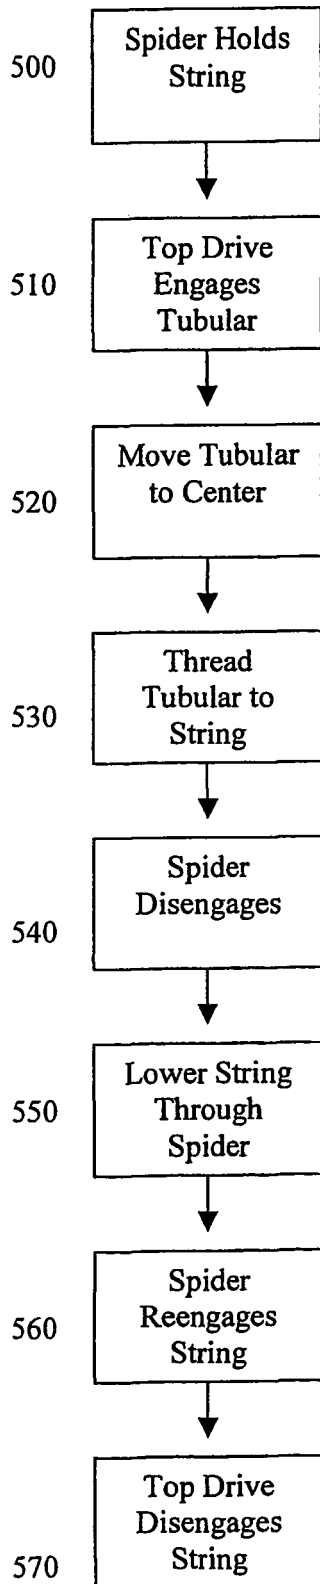 500
Spider Holds
String
510
Top Drive
Engages
Tubular
520
Move Tubular
to Center
530
Thread
Tubular to
String
540
Spider
Disengages
550
Lower String
Through
Spider
560
Spider
Reengages
String
570
Top Drive
Disengages
String